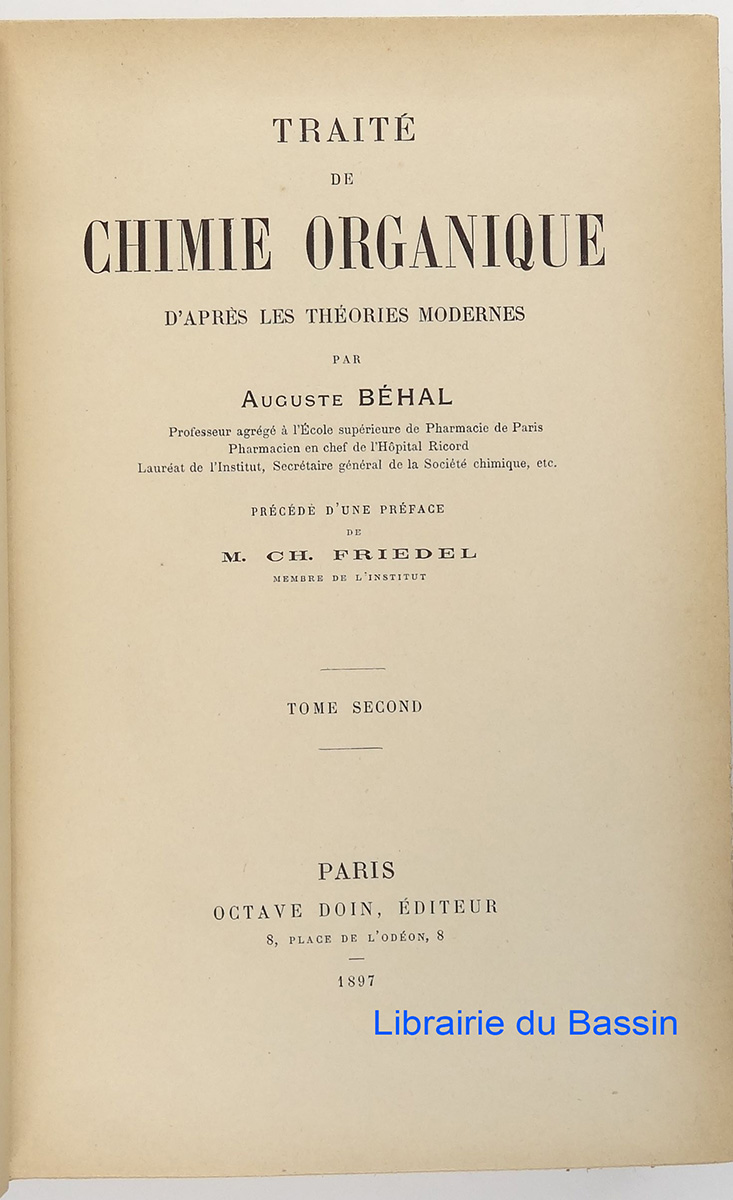 TRAITÉ
DE
CHIMIE ORGANIQUE
D'APRÈS LES THÉORIES MODERNES
PAR
AUGUSTE BÉHAL
Professeur agrégé à l'École supérieure de Pharmacie de Paris
Pharmacien en chef de l'Hôpital Ricord
Lauréat de l'Institut, Secrétaire général de la Société chimique, etc.
PRÉCÉDÉ D'UNE PRÉFACE
DE
M. CH. FRIEDEL
MEMBRE DE L'INSTITUT
TOME SECOND
PARIS
OCTAVE DOIN, ÉDITEUR
8, PLACE DE L'ODÉON, 8
1897
Librairie du Bassin